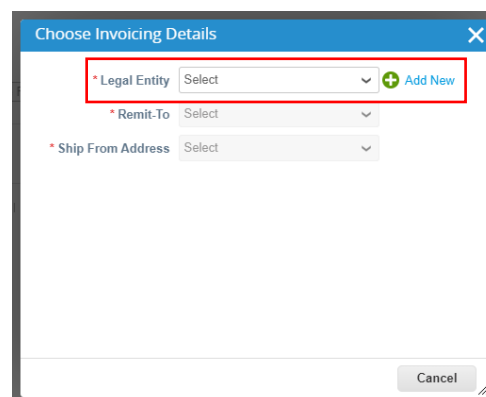 Choose Invoicing Details
* Legal Entity Select Add New
* Remit-To Select
* Ship From Address Select
Cancel